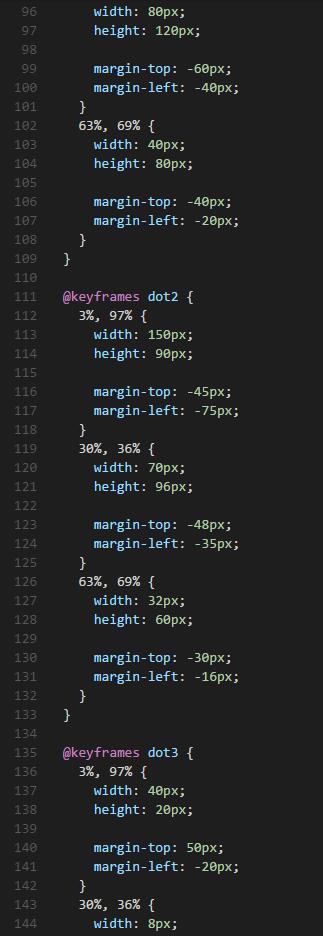 96 width: 80px;
97 height: 120px;
98
99 margin-top: -60px;
100 margin-left: -40px;
101 }
102 63%, 69% {
103 width: 40px;
104 height: 80px;
105
106 margin-top: -40px;
107 margin-left: -20px;
108 }
109 }
110
111 @keyframes dot2 {
112 3%, 97% {
113 width: 150px;
114 height: 90px;
115
116 margin-top: -45px;
117 margin-left: -75px;
118 }
119 30%, 36% {
120 width: 70px;
121 height: 96px;
122
123 margin-top: -48px;
124 margin-left: -35px;
125 }
126 63%, 69% {
127 width: 32px;
128 height: 60px;
129
130 margin-top: -30px;
131 margin-left: -16px;
132 }
133 }
134
135 @keyframes dot3 {
136 3%, 97% {
137 width: 40px;
138 height: 20px;
139
140 margin-top: 50px;
141 margin-left: -20px;
142 }
143 30%, 36% {
144 width: 8px;